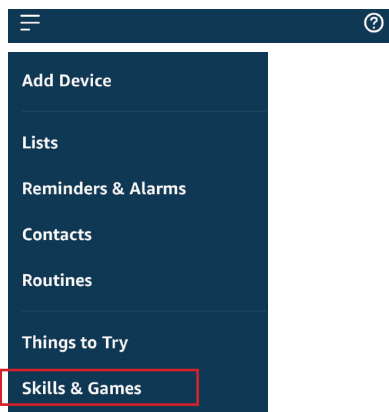 Add Device
Lists
Reminders & Alarms
Contacts
Routines
Things to Try
Skills & Games